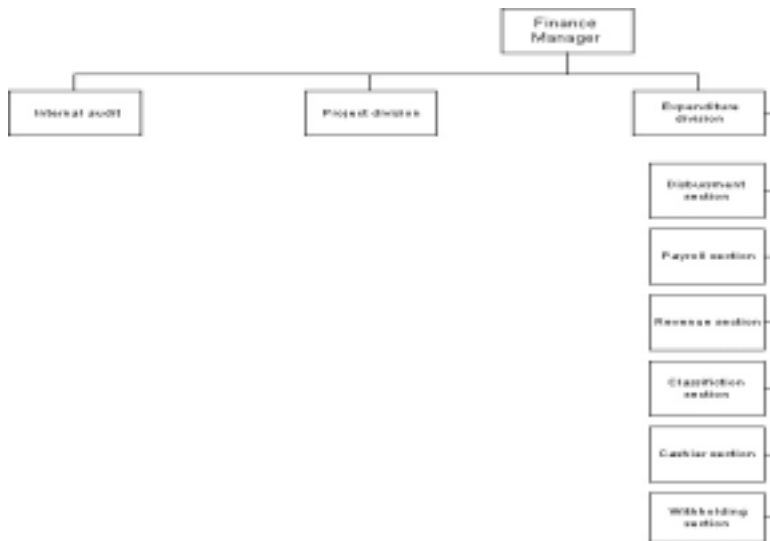 Finance
Manager
Internal audit
Project division
Expenditure
division
Disbursment
section
Payroll section
Revenue section
Classifiction
section
Cashier section
Withholding
section